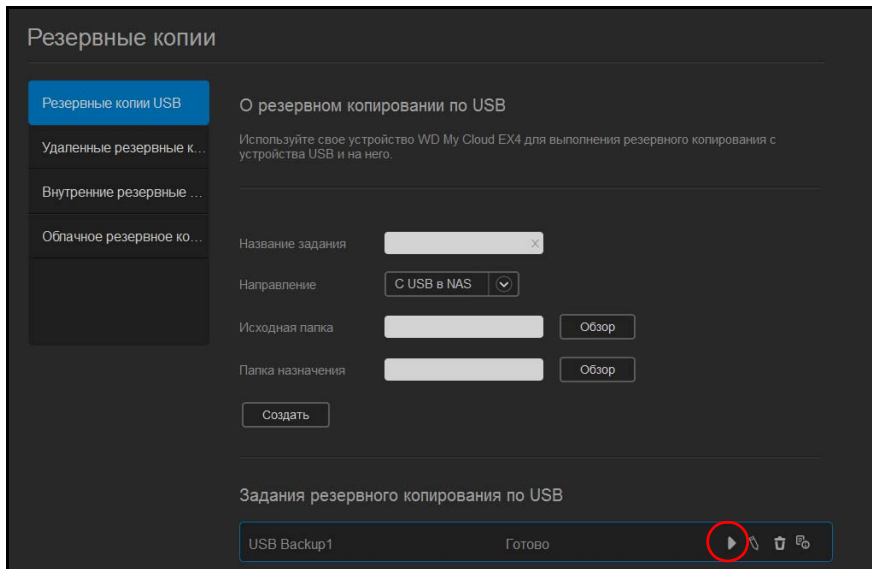 Резервные копии
Резервные копии USB
Удаленные резервные к...
Внутренние резервные ...
Облачное резервное ко...
О резервном копировании по USB
Используйте свое устройство WD My Cloud EX4 для выполнения резервного копирования с
устройства USB и на него.
Название задания
X
Направление
С USB в NAS
Исходная папка
Обзор
Папка назначения
Обзор
Создать
Задания резервного копирования по USB
USB Backup1
Готово